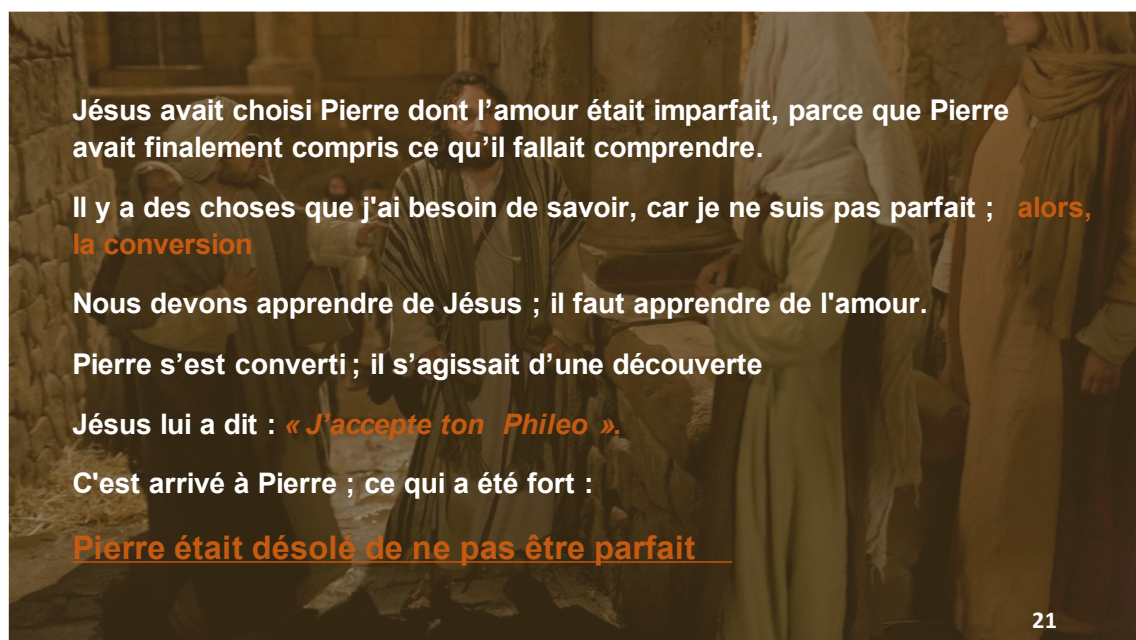 Jésus avait choisi Pierre dont l’amour était imparfait, parce que Pierre
avait finalement compris ce qu’il fallait comprendre.
Il y a des choses que j'ai besoin de savoir, car je ne suis pas parfait ; alors,
la conversion
Nous devons apprendre de Jésus ; il faut apprendre de l'amour.
Pierre s’est converti ; il s’agissait d’une découverte
Jésus lui a dit : « J’accepte ton Phileo ».
C'est arrivé à Pierre ; ce qui a été fort :
Pierre était désolé de ne pas être parfait
21